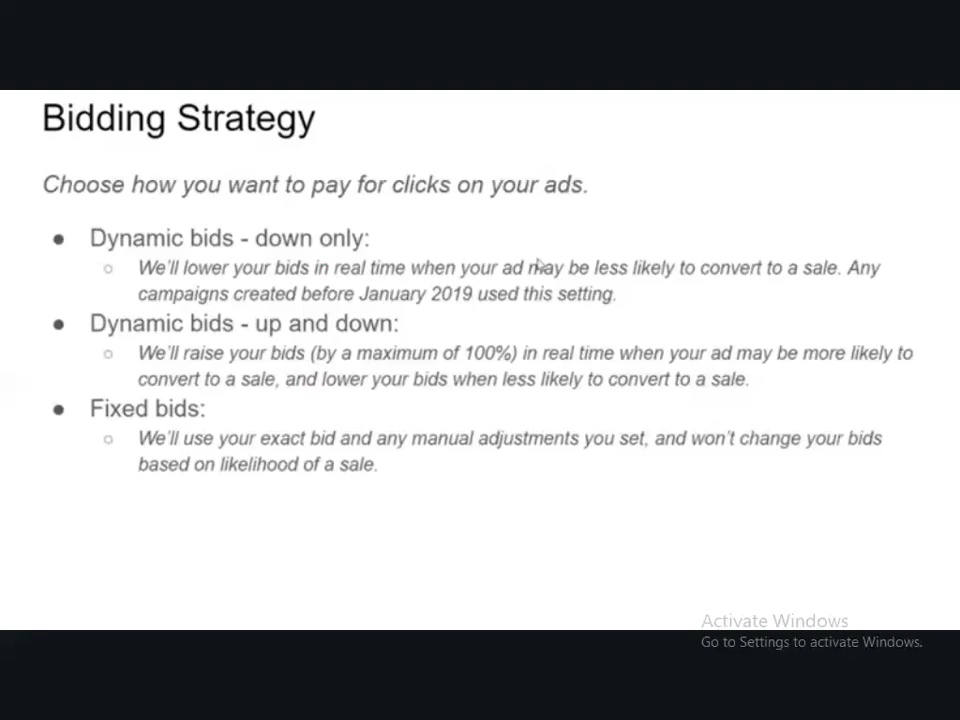 Bidding Strategy
Choose how you want to pay for clicks on your ads.
● Dynamic bids - down only:
○ We'll lower your bids in real time when your ad may be less likely to convert to a sale. Any
campaigns created before January 2019 used this setting.
● Dynamic bids - up and down:
○ We'll raise your bids (by a maximum of 100%) in real time when your ad may be more likely to
convert to a sale, and lower your bids when less likely to convert to a sale.
● Fixed bids:
○ We'll use your exact bid and any manual adjustments you set, and won't change your bids
based on likelihood of a sale.
Activate Windows
Go to Settings to activate Windows.